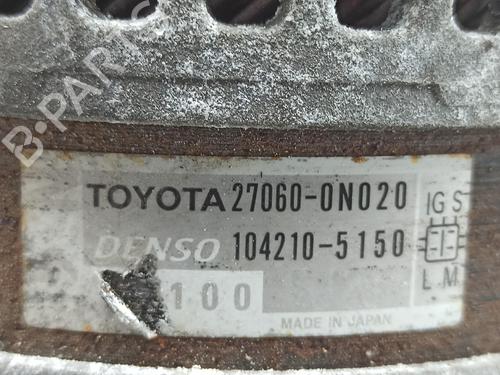 B-PARTS
TOYOTA 27060-0N020
DENSO 104210-5150
IG S
L M
100
MADE IN JAPAN